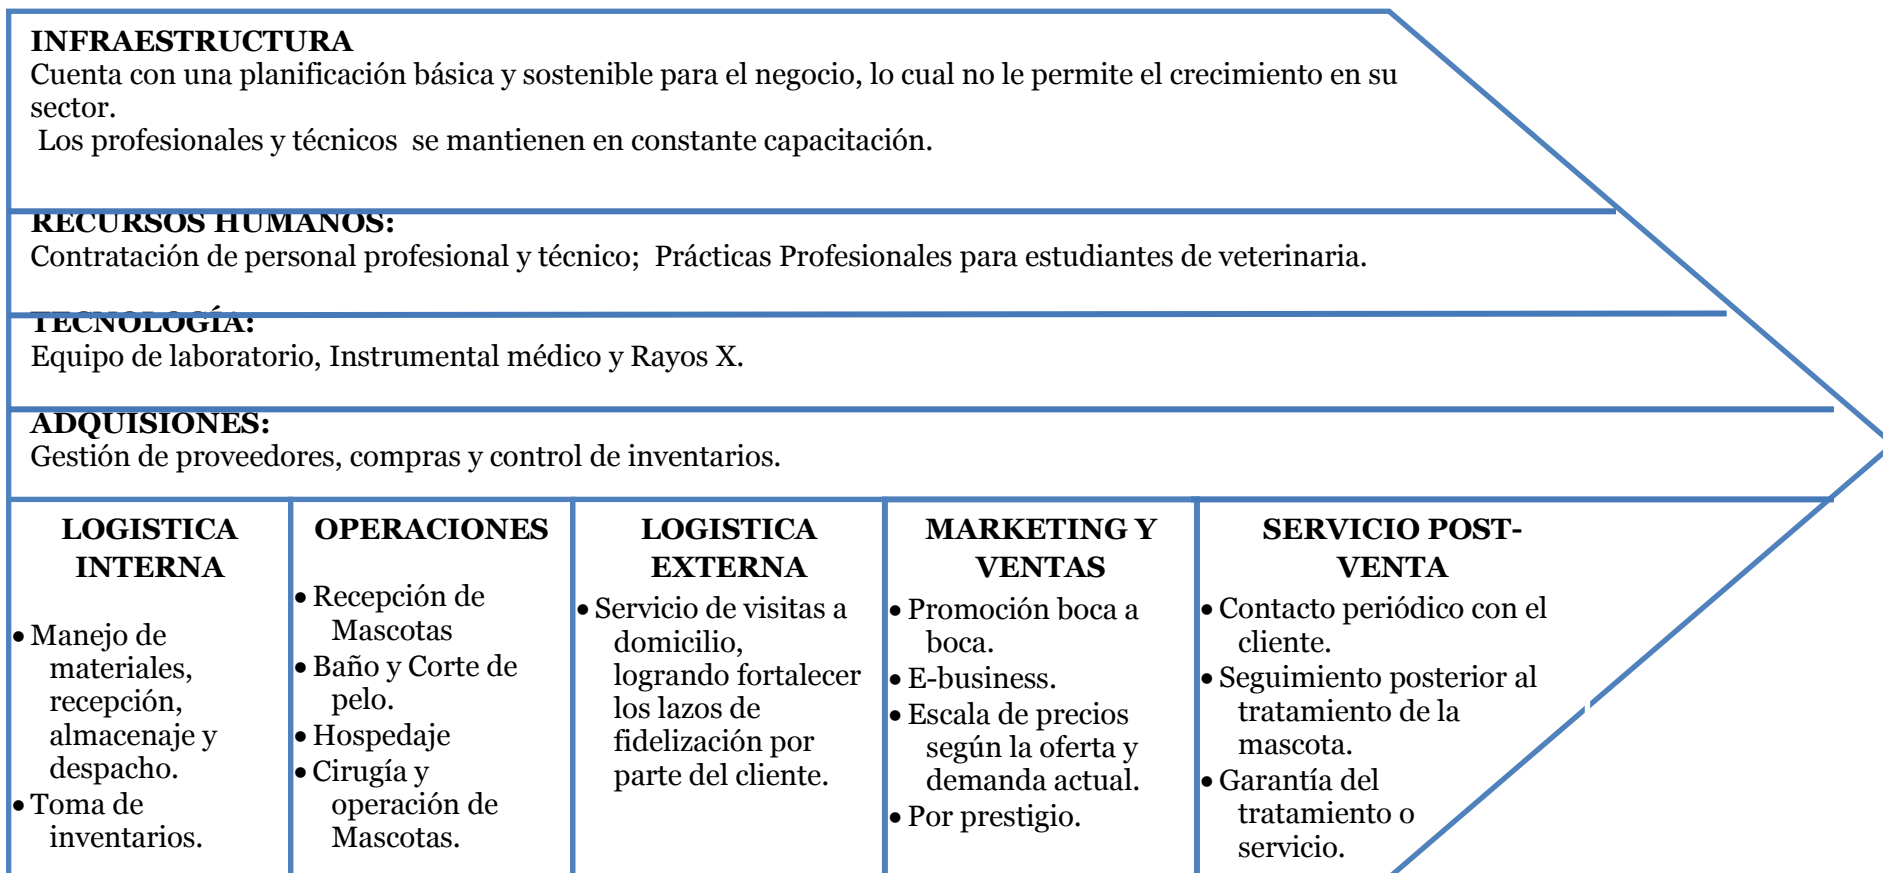 INFRAESTRUCTURA
Cuenta con una planificación básica y sostenible para el negocio, lo cual no le permite el crecimiento en su
sector.
Los profesionales y técnicos se mantienen en constante capacitación.
RECURSOS HUMANOS:
Contratación de personal profesional y técnico; Prácticas Profesionales para estudiantes de veterinaria.
TECNOLOGÍA:
Equipo de laboratorio, Instrumental médico y Rayos X.
ADQUISIONES:
Gestión de proveedores, compras y control de inventarios.
LOGISTICA
INTERNA
• Manejo de
materiales,
recepción,
almacenaje y
despacho.
• Toma de
inventarios.
OPERACIONES
• Recepción de
Mascotas
• Baño y Corte de
pelo.
• Hospedaje
• Cirugía y
operación de
Mascotas.
LOGISTICA
EXTERNA
• Servicio de visitas a
domicilio,
logrando fortalecer
los lazos de
fidelización por
parte del cliente.
MARKETING Y
VENTAS
• Promoción boca a
boca.
• E-business.
• Escala de precios
según la oferta y
demanda actual.
• Por prestigio.
SERVICIO POST-
VENTA
• Contacto periódico con el
cliente.
• Seguimiento posterior al
tratamiento de la
mascota.
• Garantía del
tratamiento o
servicio.